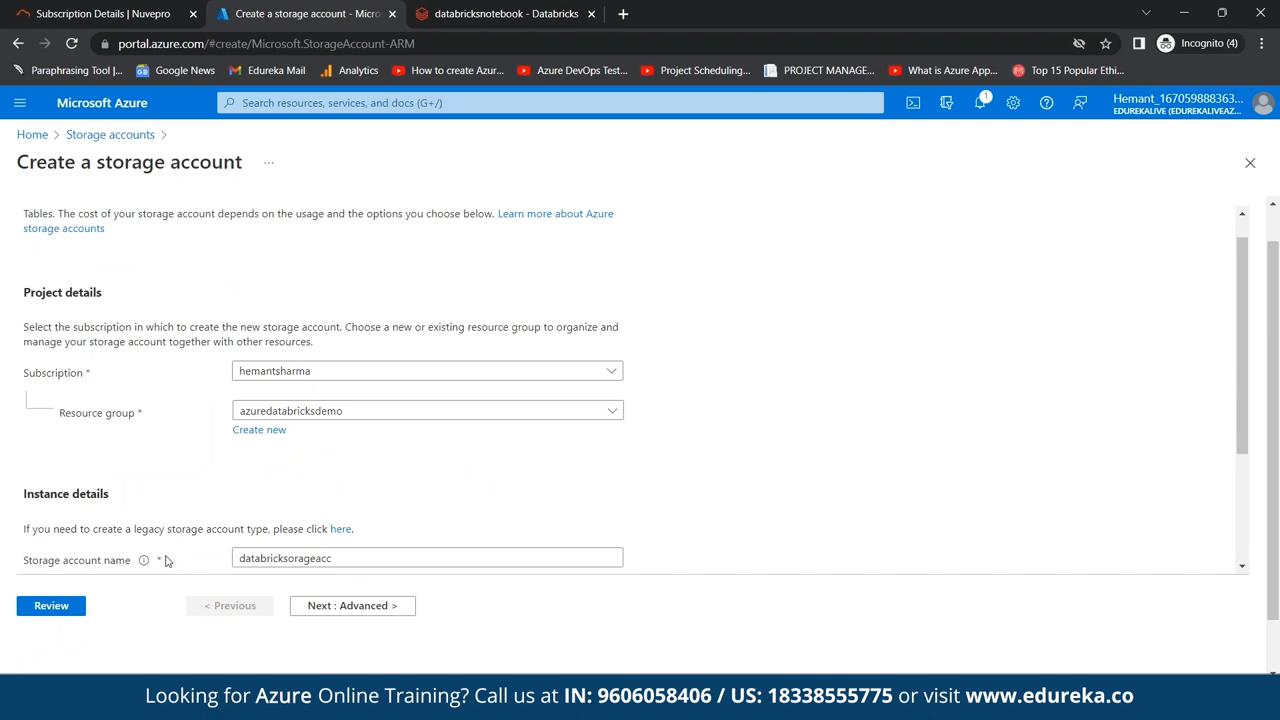 Subscription Details | Nuvepro
Create a storage account - Micro
databricksnotebook - Databricks
portal.azure.com/#create/Microsoft.StorageAccount-ARM
Incognito (4)
Paraphrasing Tool |...
Google News
Edureka Mail
Analytics
How to create Azur...
Azure DevOps Test...
Project Scheduling...
PROJECT MANAGE...
What is Azure App...
Top 15 Popular Ethi...
Microsoft Azure
Search resources, services, and docs (G+/)
1
Hemant_167059888363...
EDUREKALIVE (EDUREKALIVEAZ...
Home > Storage accounts >
Create a storage account ...
Tables. The cost of your storage account depends on the usage and the options you choose below. Learn more about Azure
storage accounts
Project details
Select the subscription in which to create the new storage account. Choose a new or existing resource group to organize and
manage your storage account together with other resources.
Subscription *
hemantsharma
Resource group *
azuredatabricksdemo
Create new
Instance details
If you need to create a legacy storage account type, please click here.
Storage account name *
databricksorageacc
Review
< Previous
Next : Advanced >
Looking for Azure Online Training? Call us at IN: 9606058406 / US: 18338555775 or visit www.edureka.co